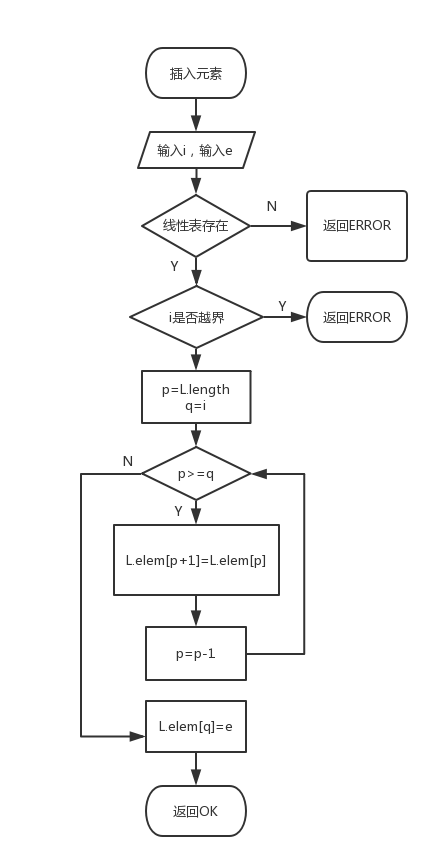 插入元素
输入i，输入e
线性表存在
N
返回ERROR
Y
i是否越界
Y
返回ERROR
p=L.length
q=i
N
p>=q
Y
L.elem[p+1]=L.elem[p]
p=p-1
L.elem[q]=e
返回OK